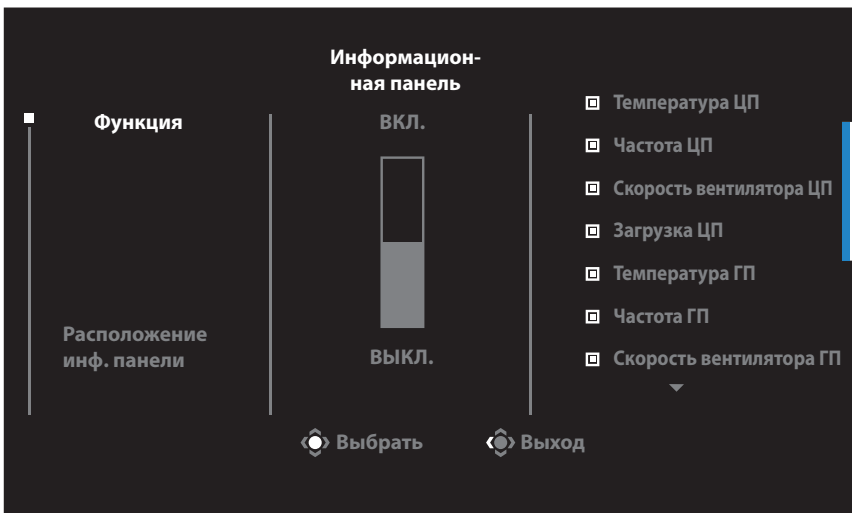 Информацион-
ная панель
Функция
Расположение
инф. панели
ВКЛ.
ВЫКЛ.
Температура ЦП
Частота ЦП
Скорость вентилятора ЦП
Загрузка ЦП
Температура ГП
Частота ГП
Скорость вентилятора ГП
Выбрать
Выход